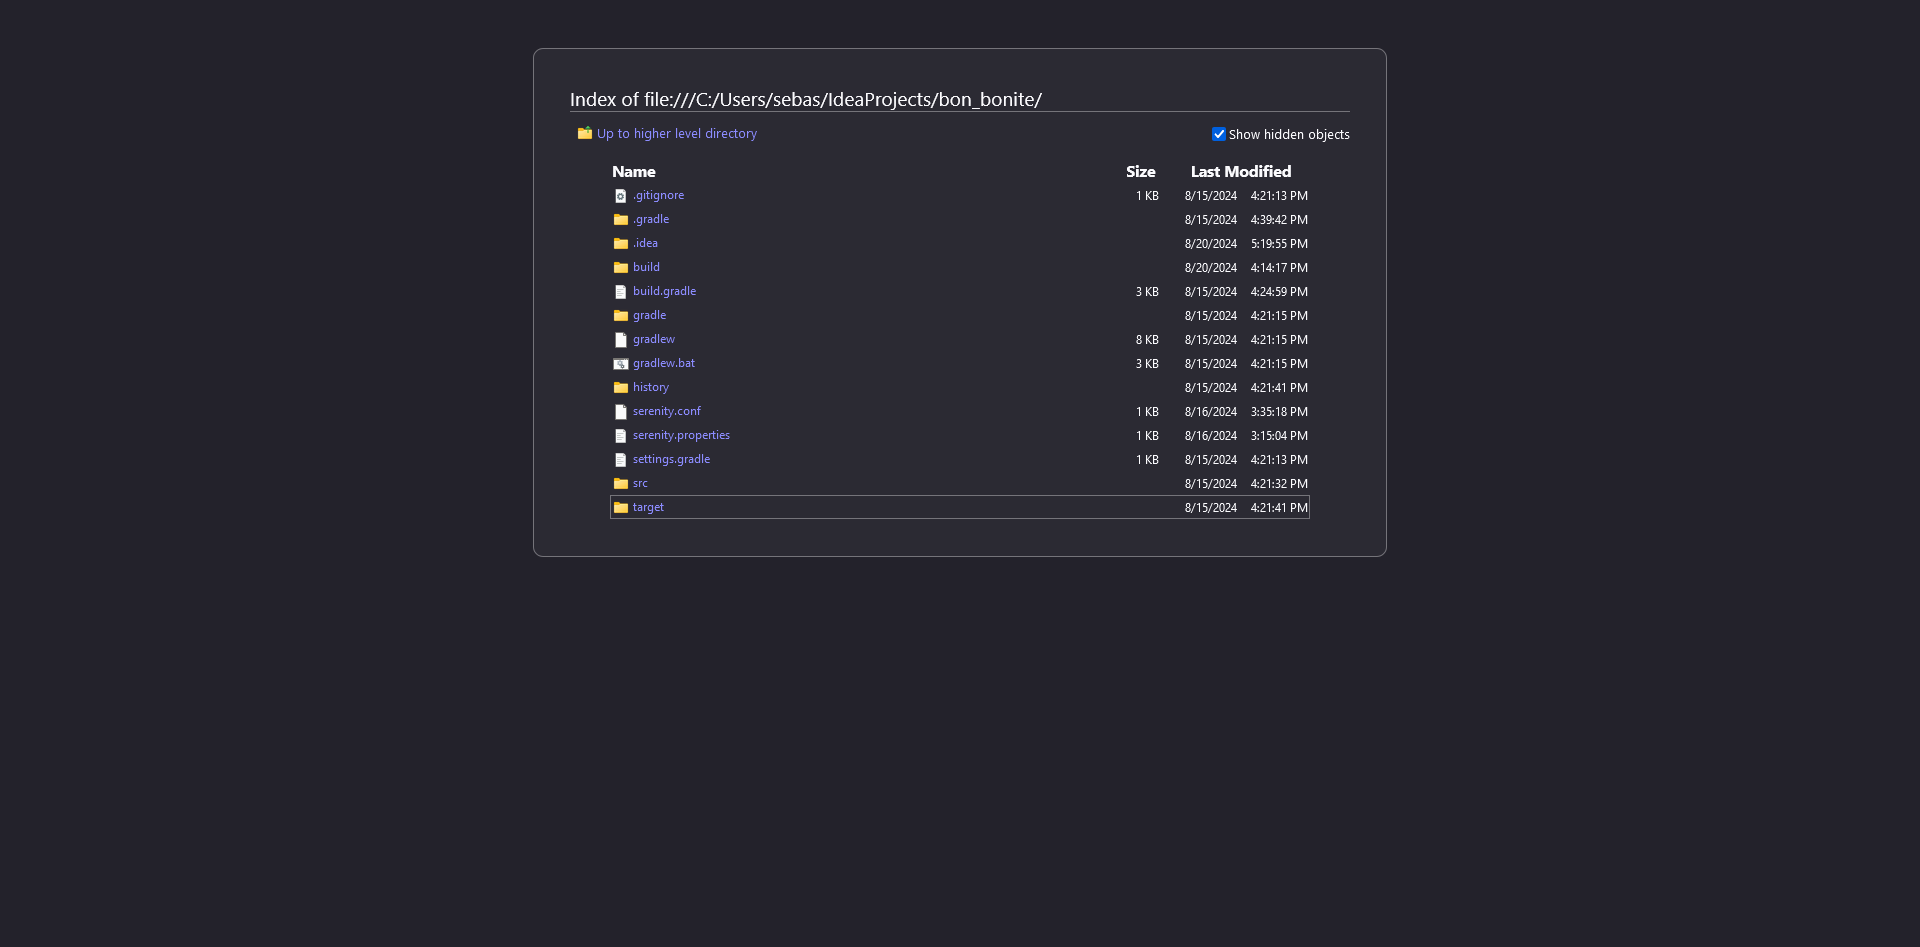 Index of file:///C:/Users/sebas/IdeaProjects/bon_bonite/
Up to higher level directory Show hidden objects
Name Size Last Modified
.gitignore 1 KB 8/15/2024 4:21:13 PM
.gradle 8/15/2024 4:39:42 PM
.idea 8/20/2024 5:19:55 PM
build 8/20/2024 4:14:17 PM
build.gradle 3 KB 8/15/2024 4:24:59 PM
gradle 8/15/2024 4:21:15 PM
gradlew 8 KB 8/15/2024 4:21:15 PM
gradlew.bat 3 KB 8/15/2024 4:21:15 PM
history 8/15/2024 4:21:41 PM
serenity.conf 1 KB 8/16/2024 3:35:18 PM
serenity.properties 1 KB 8/16/2024 3:15:04 PM
settings.gradle 1 KB 8/15/2024 4:21:13 PM
src 8/15/2024 4:21:32 PM
target 8/15/2024 4:21:41 PM